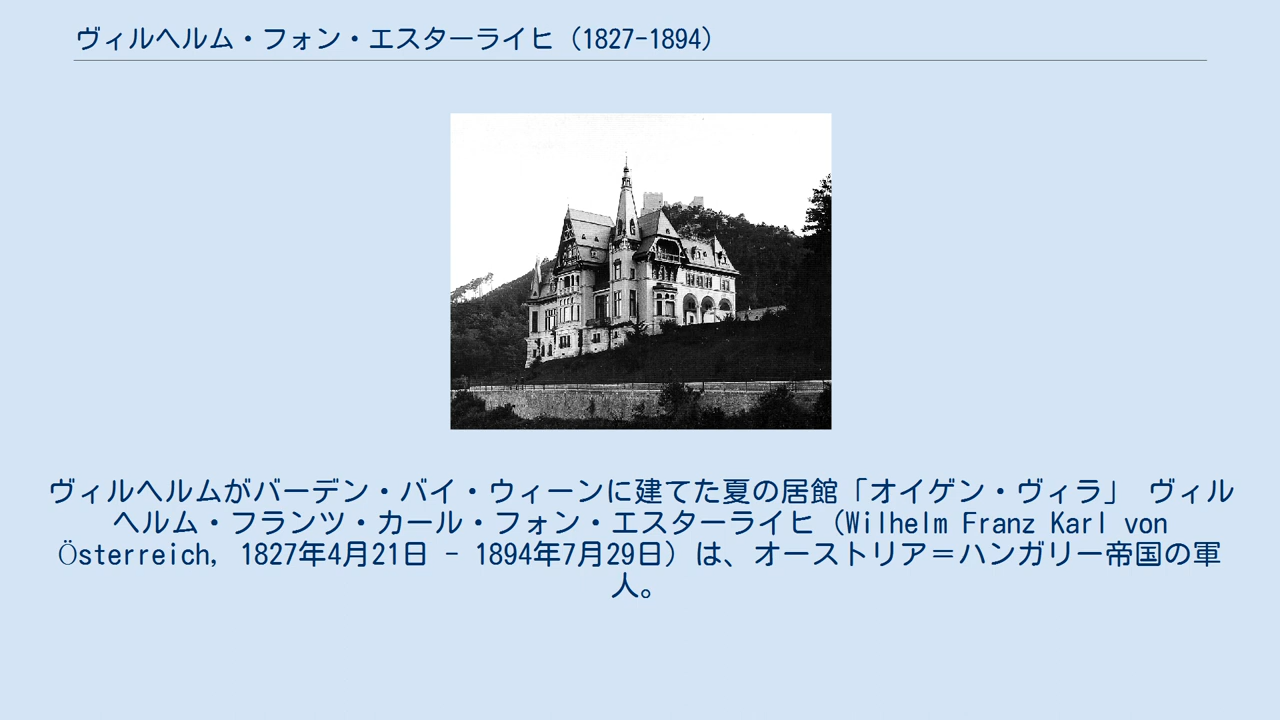 ヴィルヘルム・フォン・エスターライヒ（1827-1894）
ヴィルヘルムがバーデン・バイ・ウィーンに建てた夏の居館「オイゲン・ヴィラ」 ヴィル
ヘルム・フランツ・カール・フォン・エスターライヒ（Wilhelm Franz Karl von
Österreich, 1827年4月21日 - 1894年7月29日）は、オーストリア＝ハンガリー帝国の軍
人。